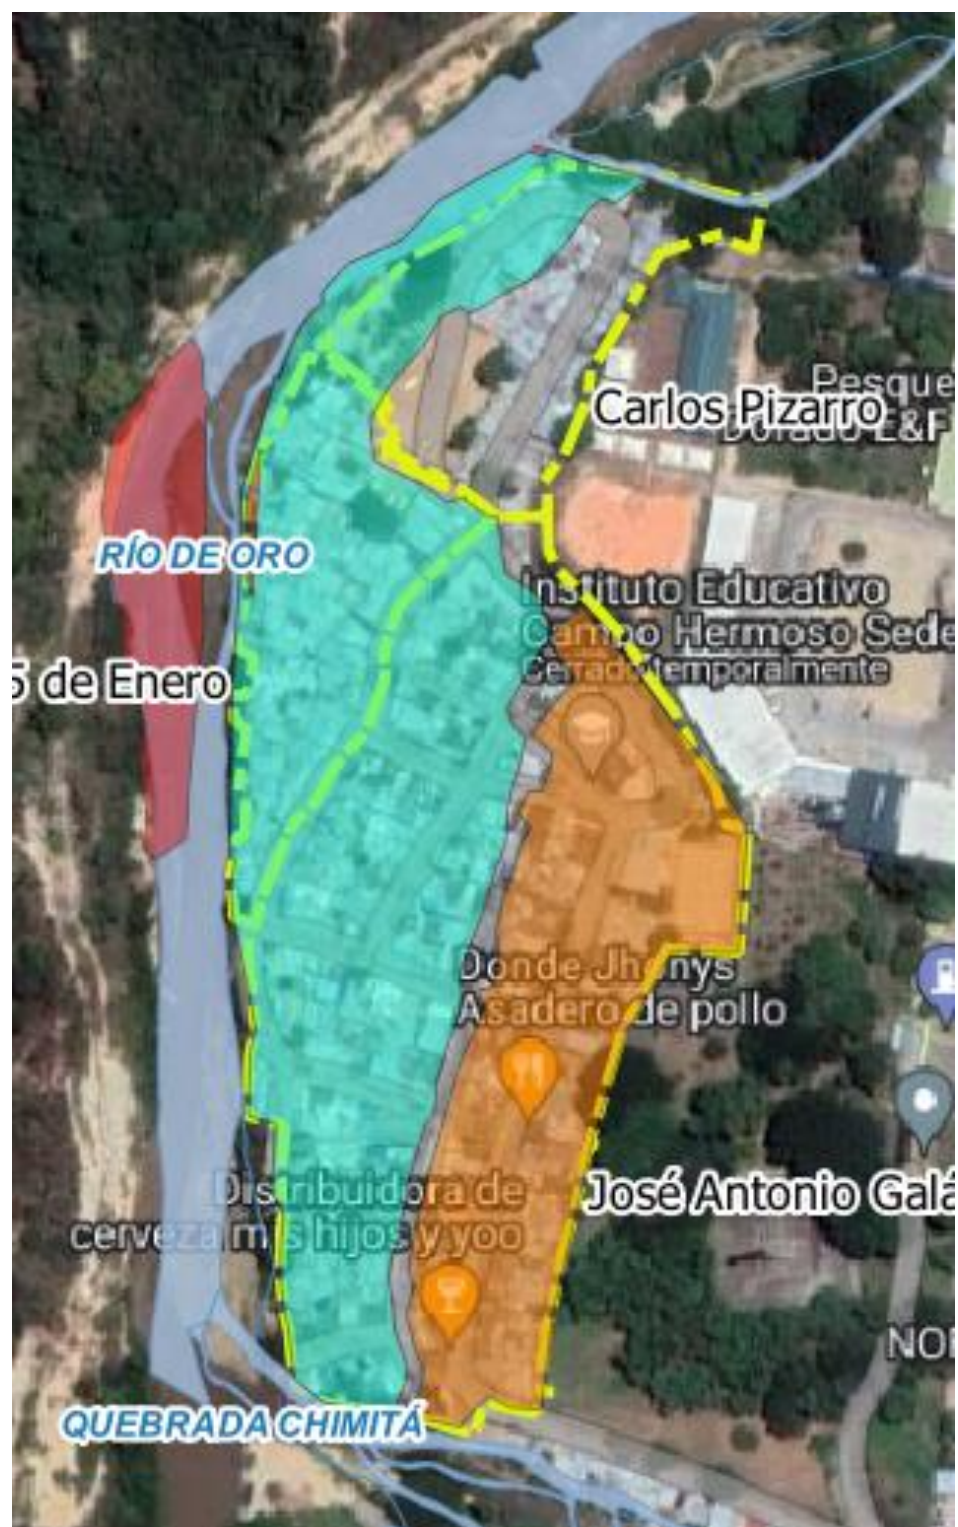 Pesque
Carlos Pizarro
Dorado E&F
RÍO DE ORO
Instituto Educativo
Campo Hermoso Sede
Cerrado temporalmente
5 de Enero
Donde Jhonys
Asadero de pollo
Distribuidora de
cerveza mis hijos y yoo
José Antonio Galá
NOR
QUEBRADA CHIMITÁ